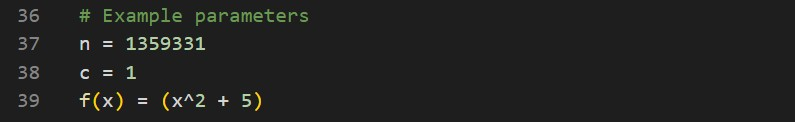 36 # Example parameters
37 n = 1359331
38 c = 1
39 f(x) = (x^2 + 5)